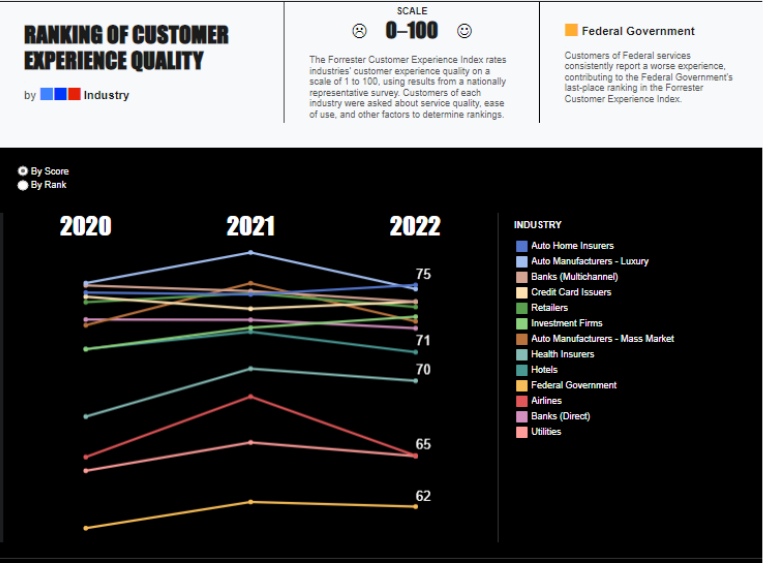 RANKING OF CUSTOMER
EXPERIENCE QUALITY
by Industry
SCALE
0–100
The Forrester Customer Experience Index rates
industries' customer experience quality on a
scale of 1 to 100, using results from a nationally
representative survey. Customers of each
industry were asked about service quality, ease
of use, and other factors to determine rankings.
Federal Government
Customers of Federal services
consistently report a worse experience,
contributing to the Federal Government's
last-place ranking in the Forrester
Customer Experience Index.
By Score
By Rank
2020 2021 2022
75
71
70
65
62
INDUSTRY
Auto Home Insurers
Auto Manufacturers - Luxury
Banks (Multichannel)
Credit Card Issuers
Retailers
Investment Firms
Auto Manufacturers - Mass Market
Health Insurers
Hotels
Federal Government
Airlines
Banks (Direct)
Utilities